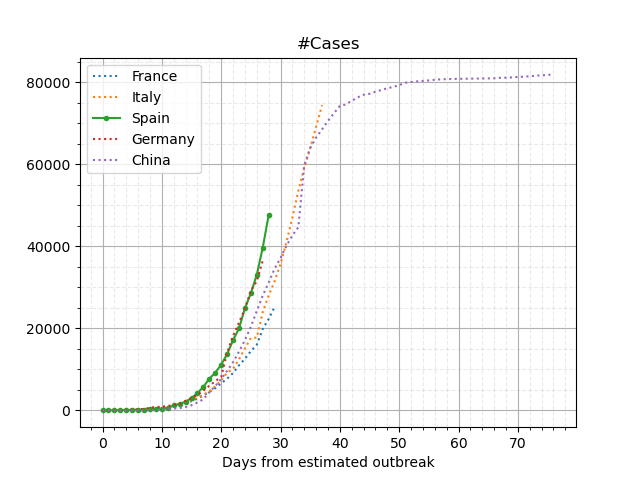 #Cases
France
Italy
Spain
Germany
China
80000
60000
40000
20000
0
0 10 20 30 40 50 60 70
Days from estimated outbreak